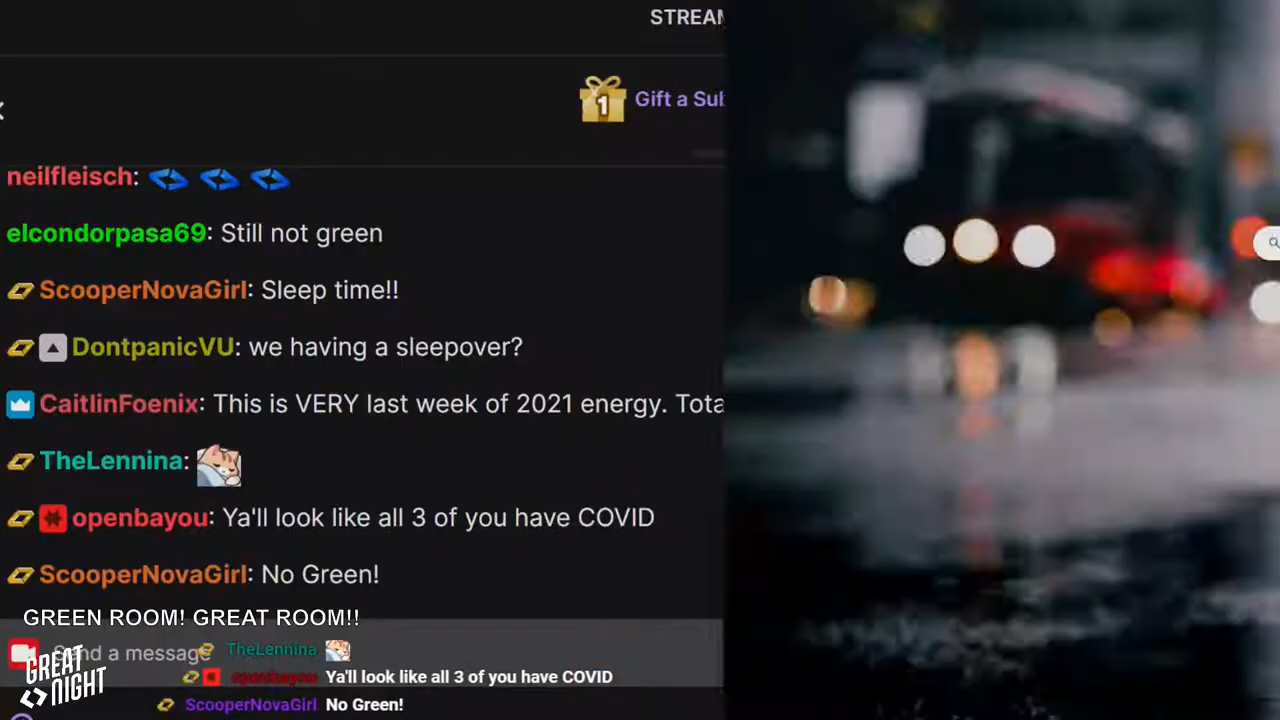 STREAM
1
Gift a Sub
neilfleisch:
elcondorpasa69: Still not green
ScooperNovaGirl: Sleep time!!
DontpanicVU: we having a sleepover?
CaitlinFoenix: This is VERY last week of 2021 energy. Tota
TheLennina:
openbayou: Ya'll look like all 3 of you have COVID
ScooperNovaGirl: No Green!
GREEN ROOM! GREAT ROOM!!
Send a message
TheLennina
openbayou Ya'll look like all 3 of you have COVID
ScooperNovaGirl No Green!
GREAT
NIGHT